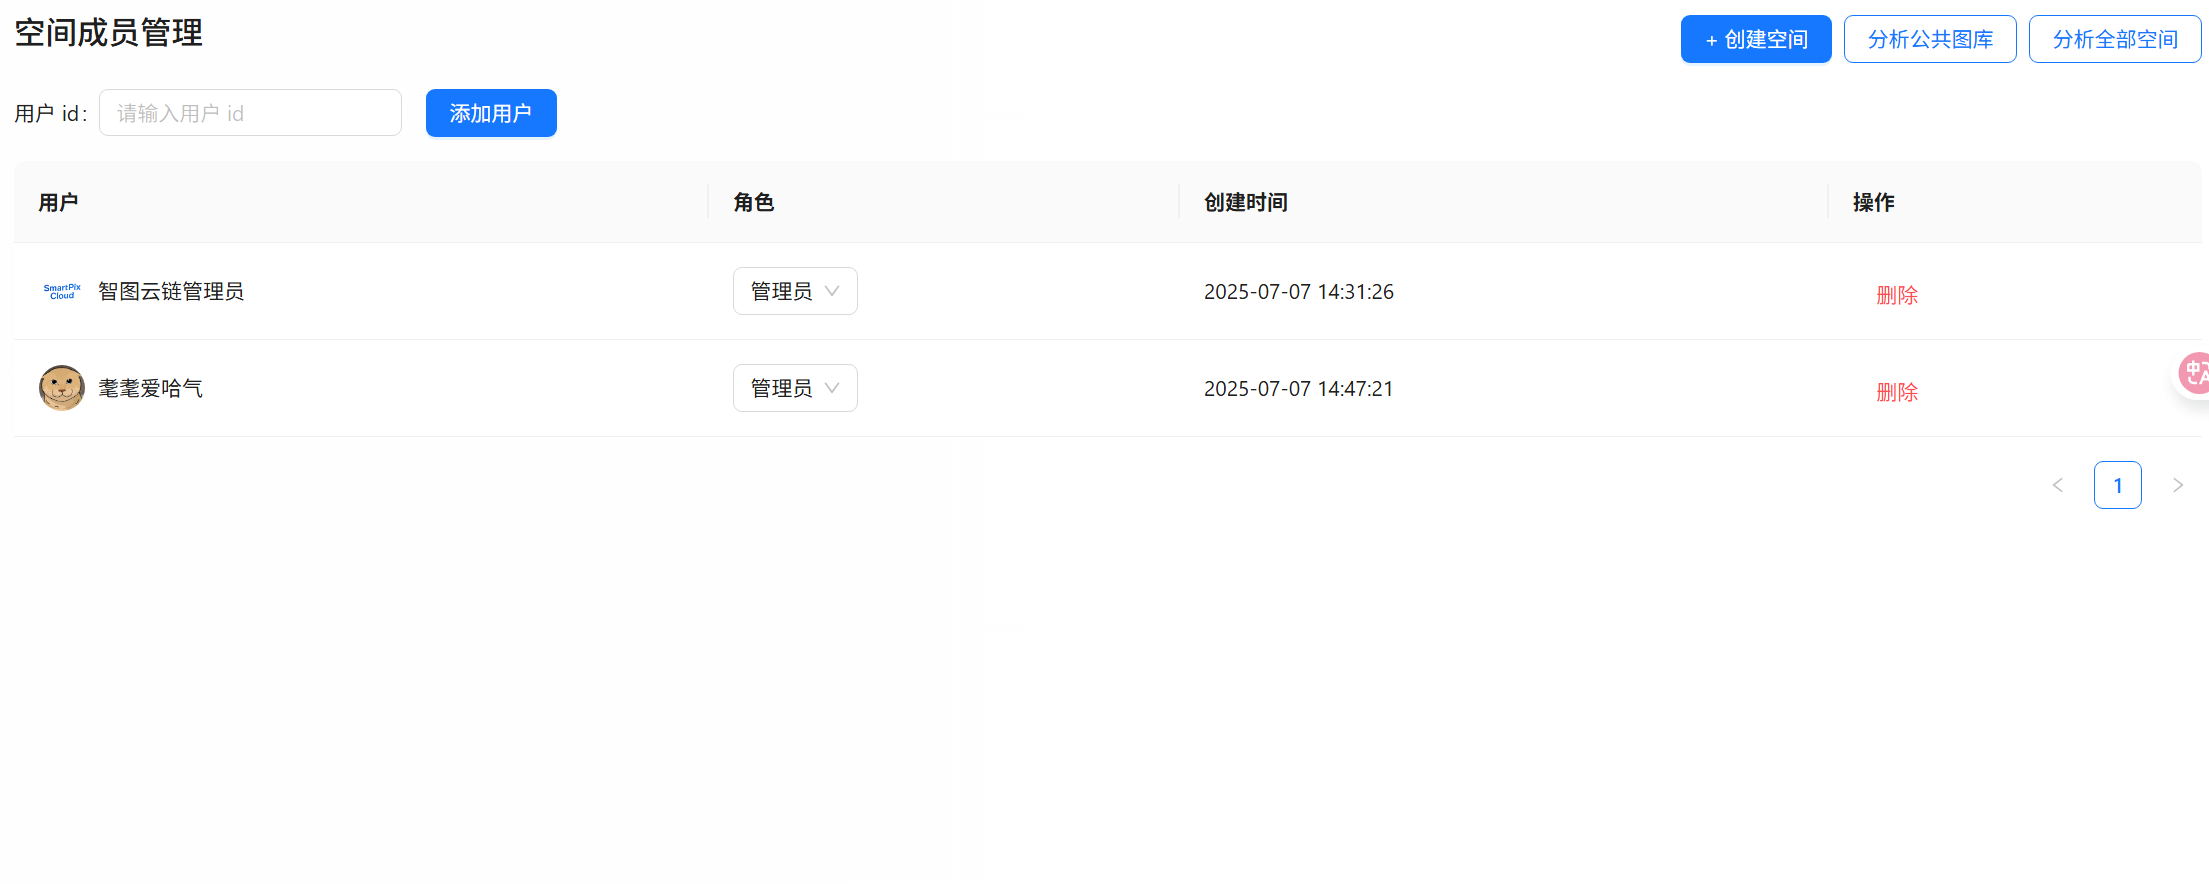 空间成员管理
+ 创建空间 分析公共图库 分析全部空间
用户 id: 请输入用户 id 添加用户
用户 角色 创建时间 操作
SmartPix
Cloud
智图云链管理员 管理员 2025-07-07 14:31:26 删除
耄耄爱哈气 管理员 2025-07-07 14:47:21 删除
中
A
< 1 >